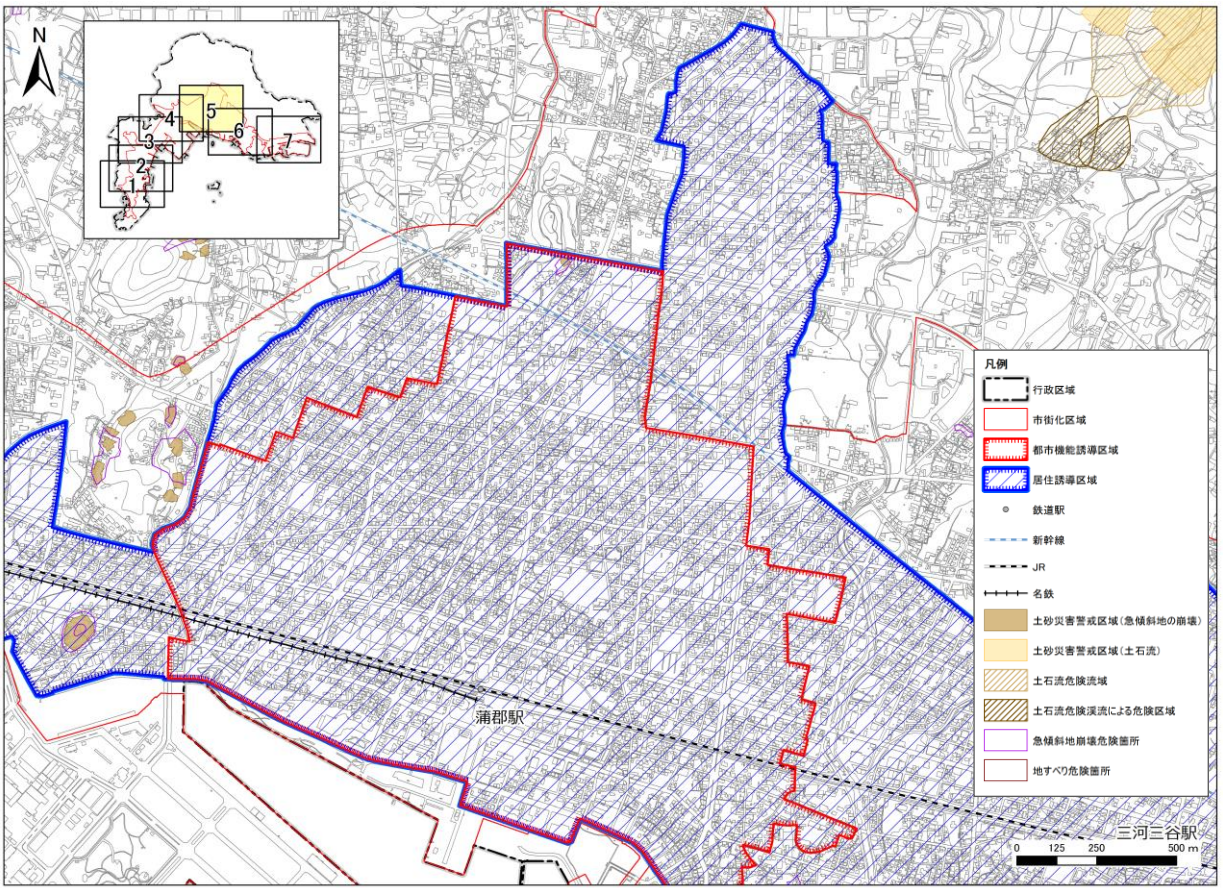 N
1
2
3
4
5
6
7
凡例
行政区域
市街化区域
都市機能誘導区域
居住誘導区域
鉄道駅
新幹線
JR
名鉄
土砂災害警戒区域(急傾斜地の崩壊)
土砂災害警戒区域(土石流)
土石流危険流域
土石流危険渓流による危険区域
急傾斜地崩壊危険箇所
地すべり危険箇所
蒲郡駅
三河三谷駅
0 125 250 500 m